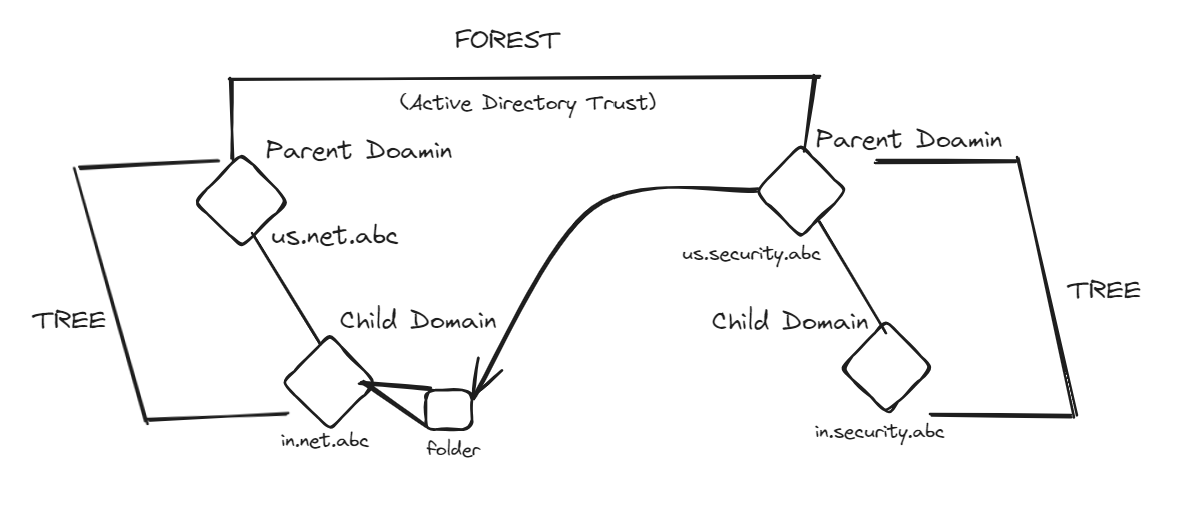 FOREST
(Active Directory Trust)
Parent Doamin
Parent Doamin
us.net.abc
us.security.abc
TREE
TREE
Child Domain
Child Domain
in.net.abc
folder
in.security.abc